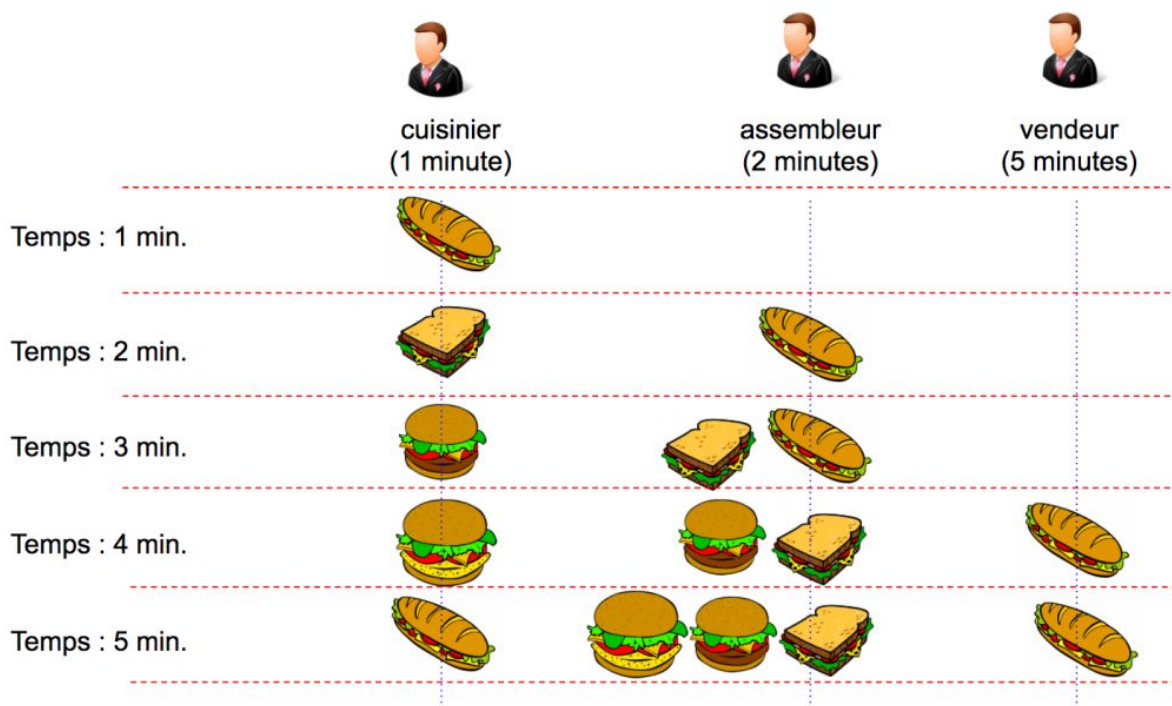 cuisinier
(1 minute)
assembleur
(2 minutes)
vendeur
(5 minutes)
Temps : 1 min.
Temps : 2 min.
Temps : 3 min.
Temps : 4 min.
Temps : 5 min.